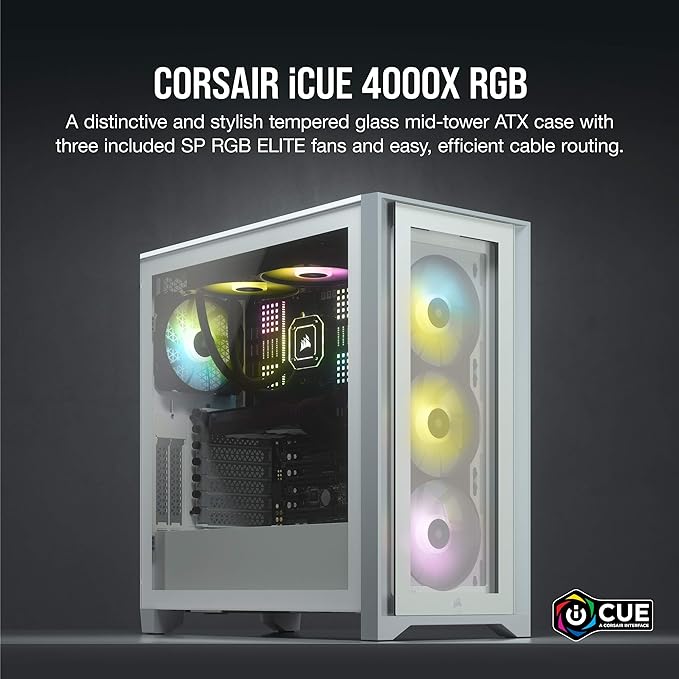 CORSAIR iCUE 4000X RGB
A distinctive and stylish tempered glass mid-tower ATX case with
three included SP RGB ELITE fans and easy, efficient cable routing.
i CUE
A CORSAIR INTERFACE